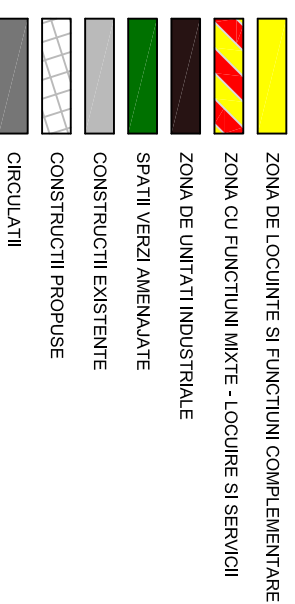 ZONA DE LOCUINTE SI FUNCTIUNI COMPLEMENTARE
ZONA CU FUNCTIUNI MIXTE - LOCUIRE SI SERVICII
ZONA DE UNITATI INDUSTRIALE
SPATII VERZI AMENAJATE
CONSTRUCTII EXISTENTE
CONSTRUCTII PROPUSE
CIRCULATII